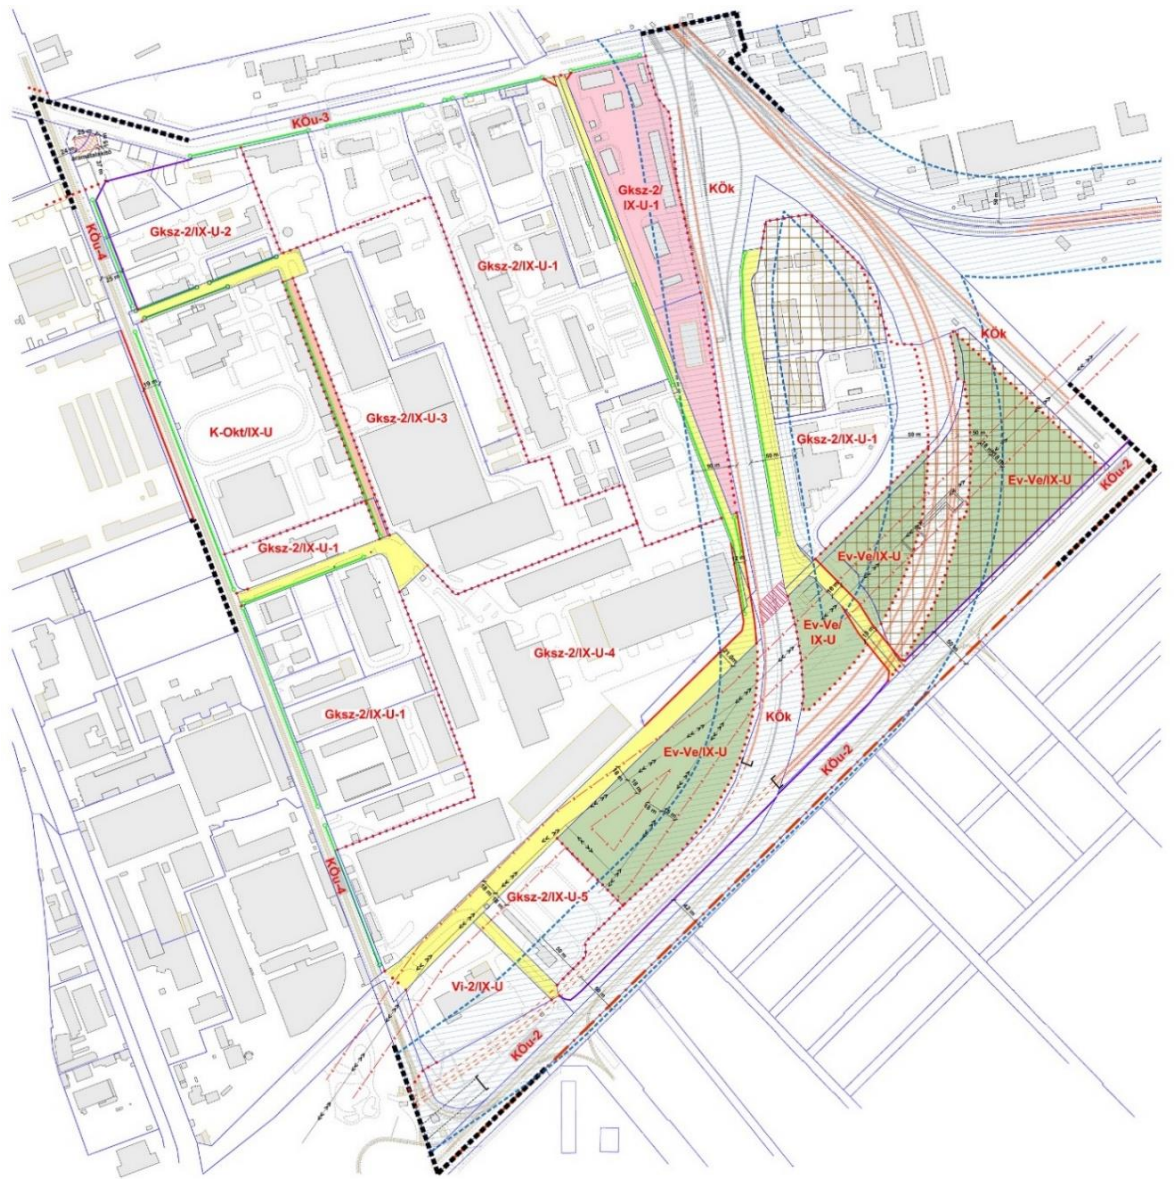 KÖu-3
Gksz-2/
IX-U-1
KÖk
KÖu-4
Gksz-2/IX-U-2
Gksz-2/IX-U-1
KÖk
K-Okt/IX-U
Gksz-2/IX-U-3
Gksz-2/IX-U-1
Ev-Ve/IX-U
KÖu-2
Gksz-2/IX-U-1
Ev-Ve/IX-U
Ev-Ve/
IX-U
Gksz-2/IX-U-4
Gksz-2/IX-U-1
KÖk
Ev-Ve/IX-U
KÖu-2
KÖu-4
Gksz-2/IX-U-5
Vi-2/IX-U
KÖu-2